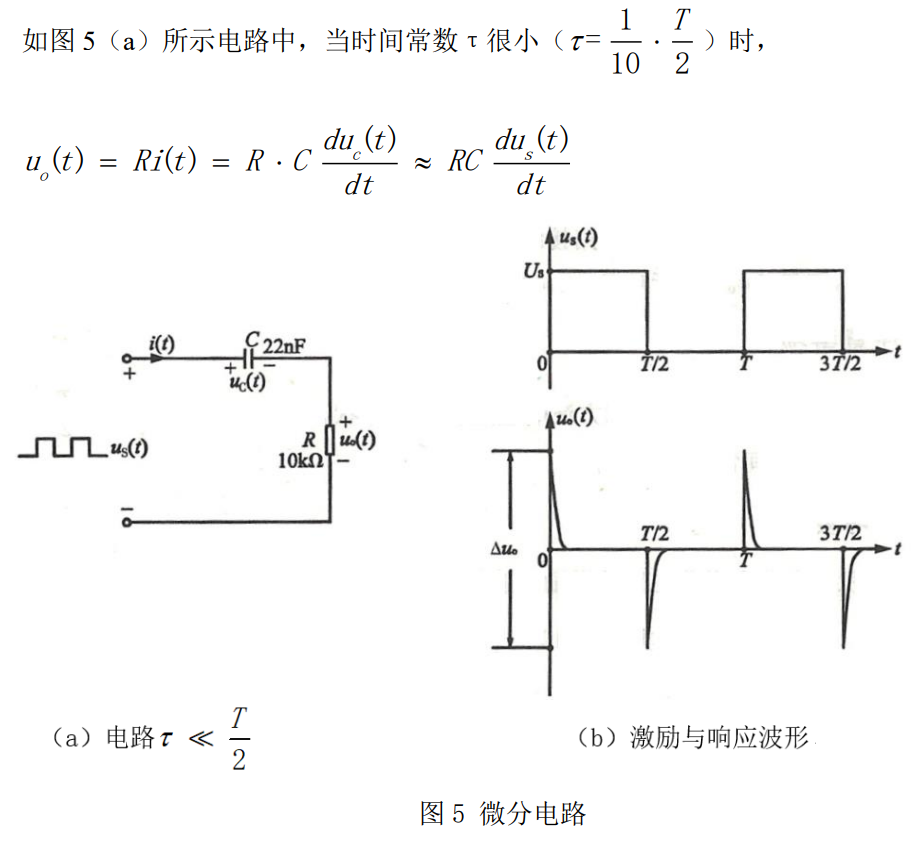 如图 5（a）所示电路中，当时间常数 τ 很小（τ=1/10·T/2）时，
u_o(t) = Ri(t) = R·C du_c(t)/dt ≈ RC du_s(t)/dt
i(t)
C 22nF
+ −
u_C(t)
+
u_S(t)
−
R
10kΩ
+
u_o(t)
−
u_s(t)
U_s
0 T/2 T 3T/2 t
u_o(t)
Δu_o
0 T/2 T 3T/2 t
（a）电路 τ ≪ T/2
（b）激励与响应波形
图 5 微分电路